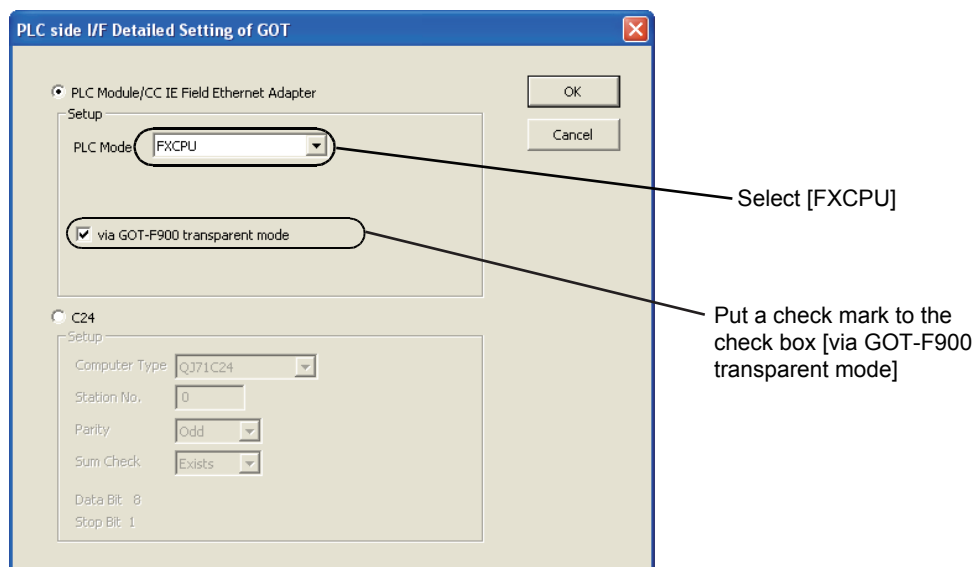 PLC side I/F Detailed Setting of GOT
PLC Module/CC IE Field Ethernet Adapter
OK
Setup
Cancel
PLC Mode FXCPU
Select [FXCPU]
via GOT-F900 transparent mode
Put a check mark to the
check box [via GOT-F900
transparent mode]
C24
Setup
Computer Type QJ71C24
Station No. 0
Parity Odd
Sum Check Exists
Data Bit 8
Stop Bit 1